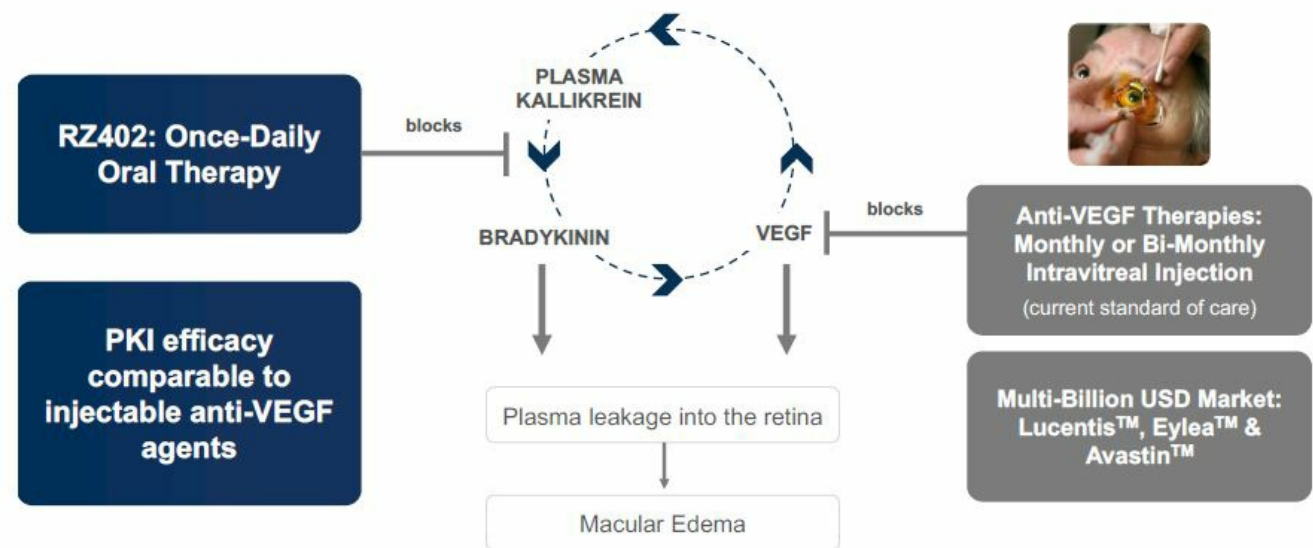 RZ402: Once-Daily
Oral Therapy
PKI efficacy
comparable to
injectable anti-VEGF
agents
blocks
PLASMA
KALLIKREIN
BRADYKININ
VEGF
blocks
Plasma leakage into the retina
Macular Edema
Anti-VEGF Therapies:
Monthly or Bi-Monthly
Intravitreal Injection
(current standard of care)
Multi-Billion USD Market:
Lucentis™, Eylea™ &
Avastin™